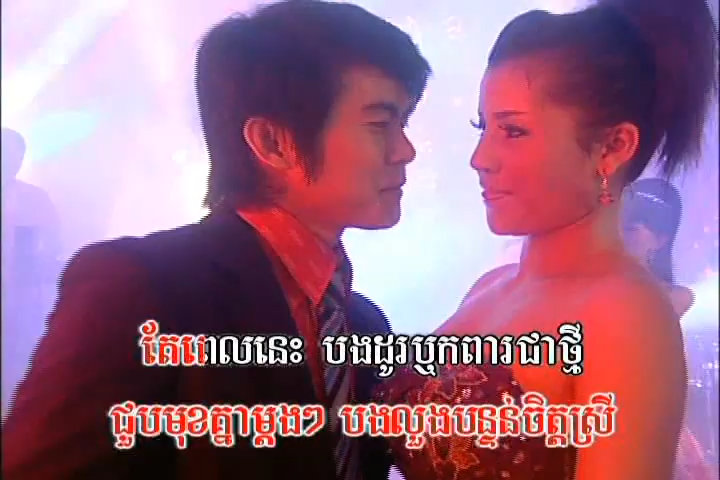 តែពេលនេះ បងដូរឬកពារជាថ្មី
ជួបមុខគ្នាម្ដងៗ បងលួងបន្ទន់ចិត្តស្រី